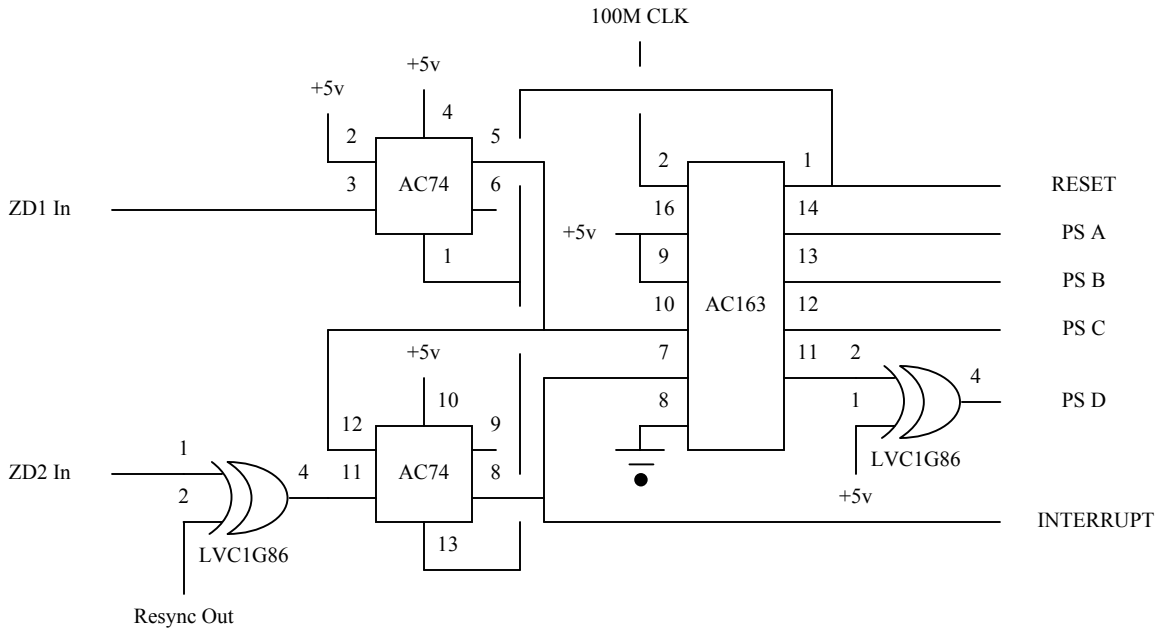 100M CLK
+5v
+5v
4
2
5
2
1
3
AC74
6
RESET
ZD1 In
16
14
+5v
PS A
1
9
13
PS B
10
AC163
12
PS C
+5v
7
11
2
10
8
4
12
9
1
PS D
1
ZD2 In
4
11
AC74
8
LVC1G86
2
+5v
INTERRUPT
13
LVC1G86
Resync Out